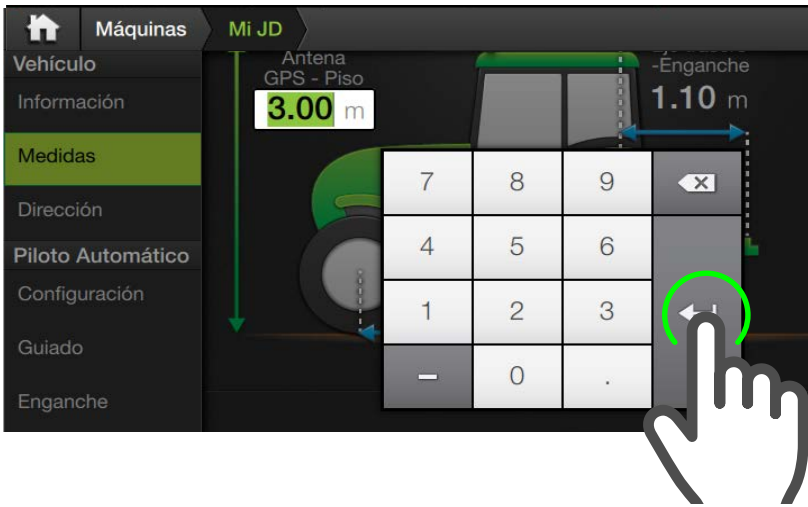 Máquinas
Mi JD
Vehículo
Información
Medidas
Dirección
Piloto Automático
Configuración
Guiado
Enganche
Antena
GPS - Piso
3.00 m
-Enganche
1.10 m
7 8 9
4 5 6
1 2 3
- 0 .